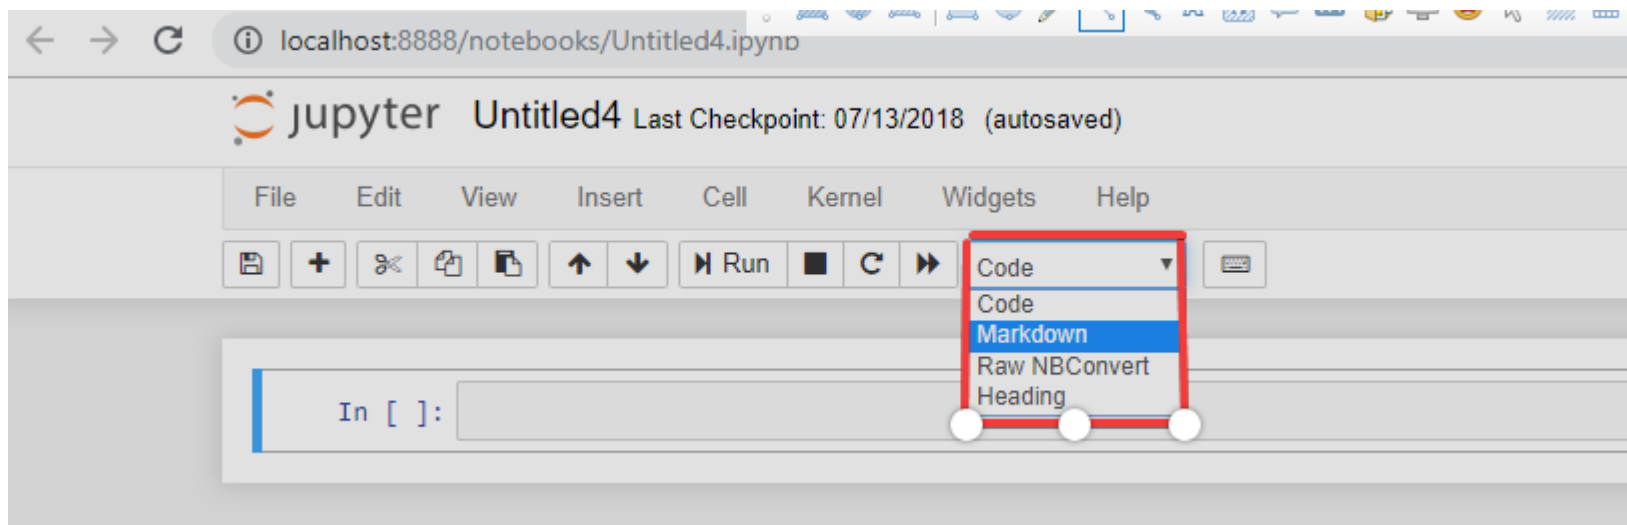 localhost:8888/notebooks/Untitled4.ipynb
jupyter Untitled4 Last Checkpoint: 07/13/2018 (autosaved)
File Edit View Insert Cell Kernel Widgets Help
Run Code
Code
Markdown
Raw NBConvert
Heading
In [ ]: